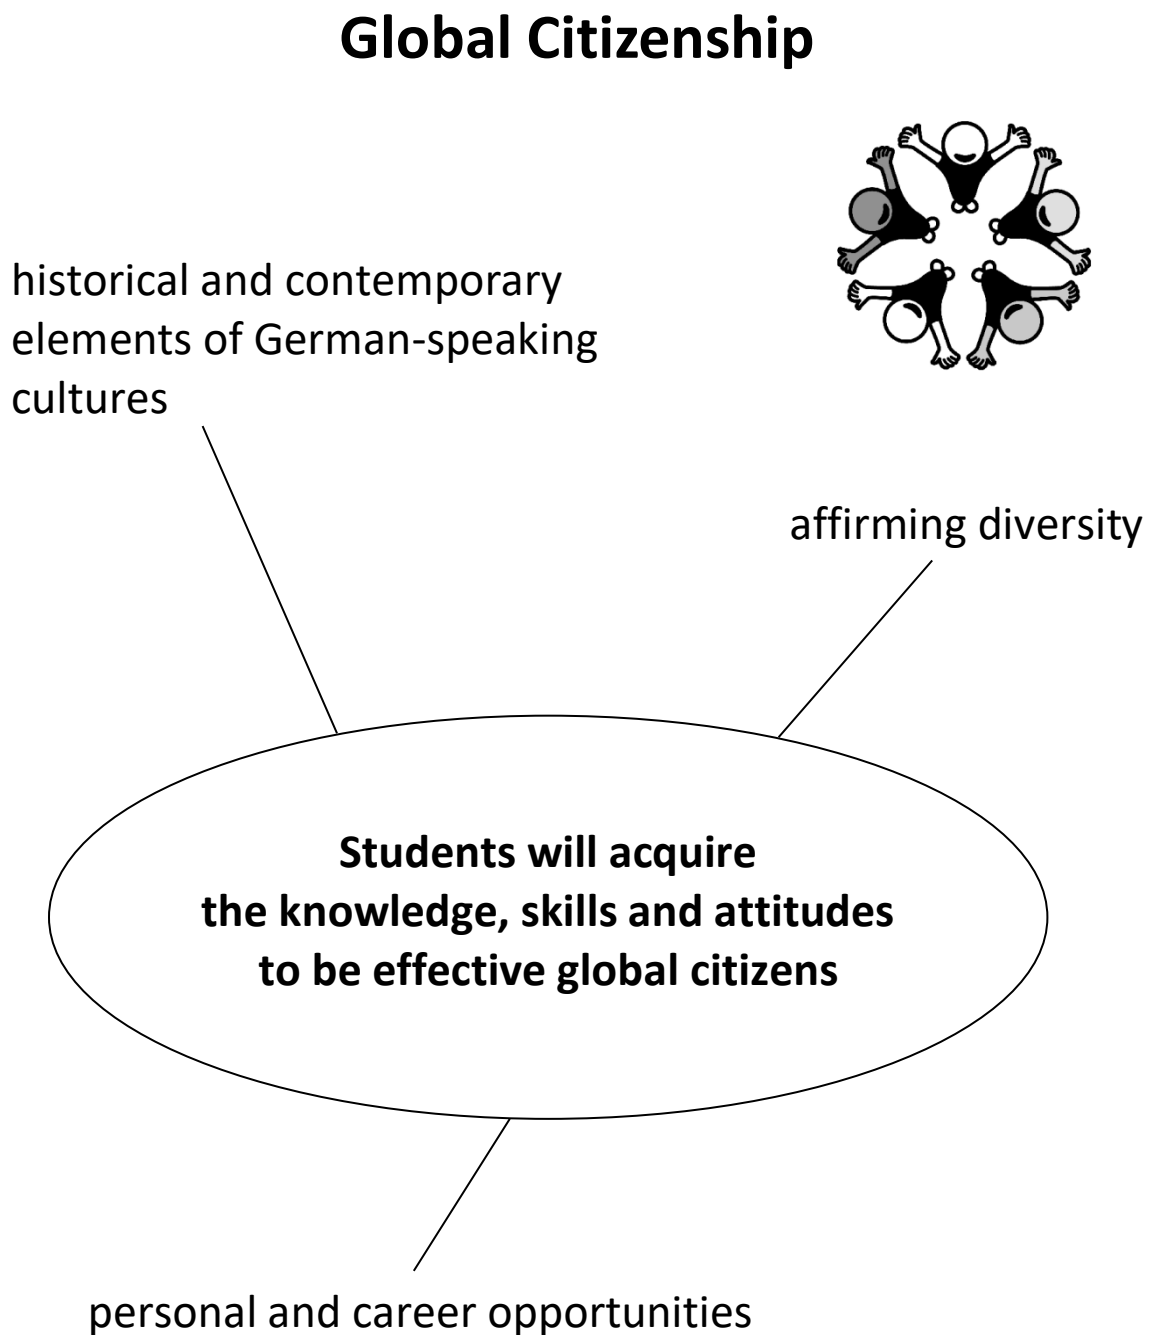 Global Citizenship
historical and contemporary
elements of German-speaking
cultures
affirming diversity
Students will acquire
the knowledge, skills and attitudes
to be effective global citizens
personal and career opportunities